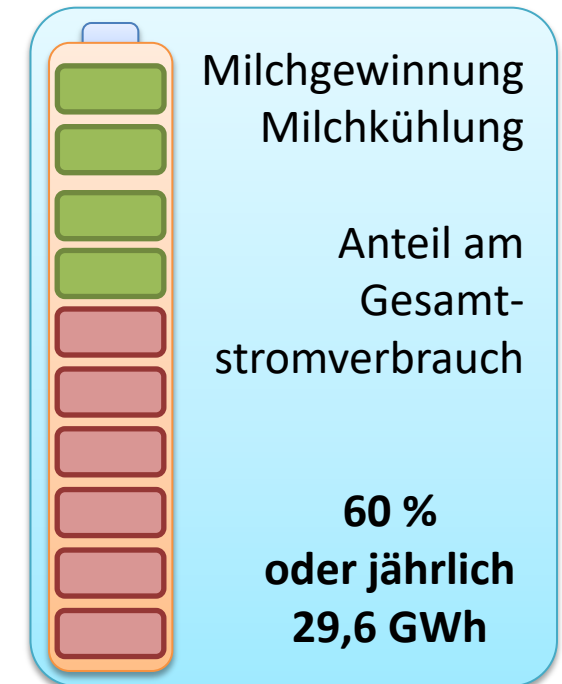 Milchgewinnung
Milchkühlung
Anteil am
Gesamt-
stromverbrauch
60 %
oder jährlich
29,6 GWh